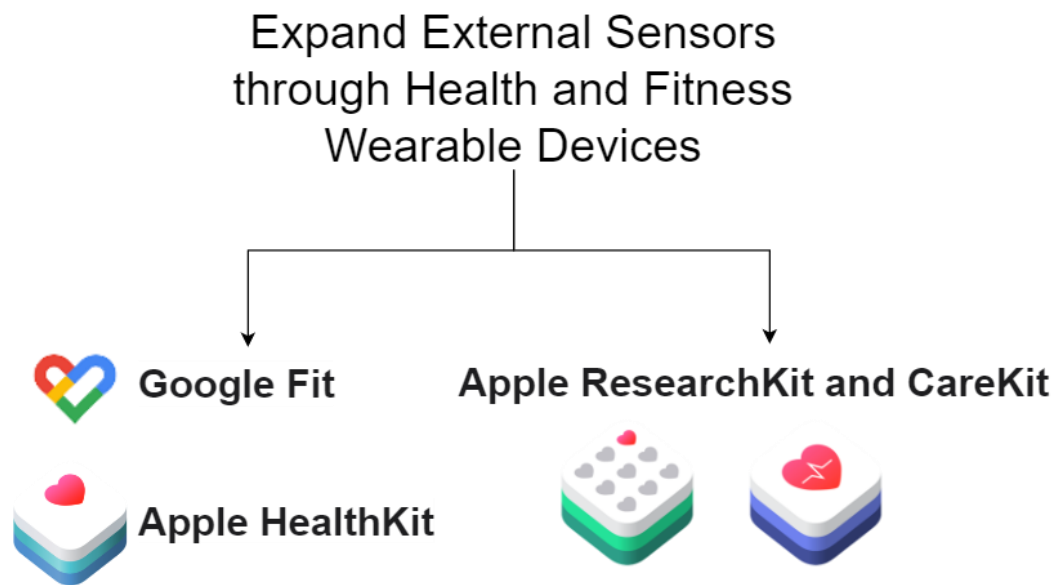 Expand External Sensors
through Health and Fitness
Wearable Devices
Google Fit
Apple HealthKit
Apple ResearchKit and CareKit